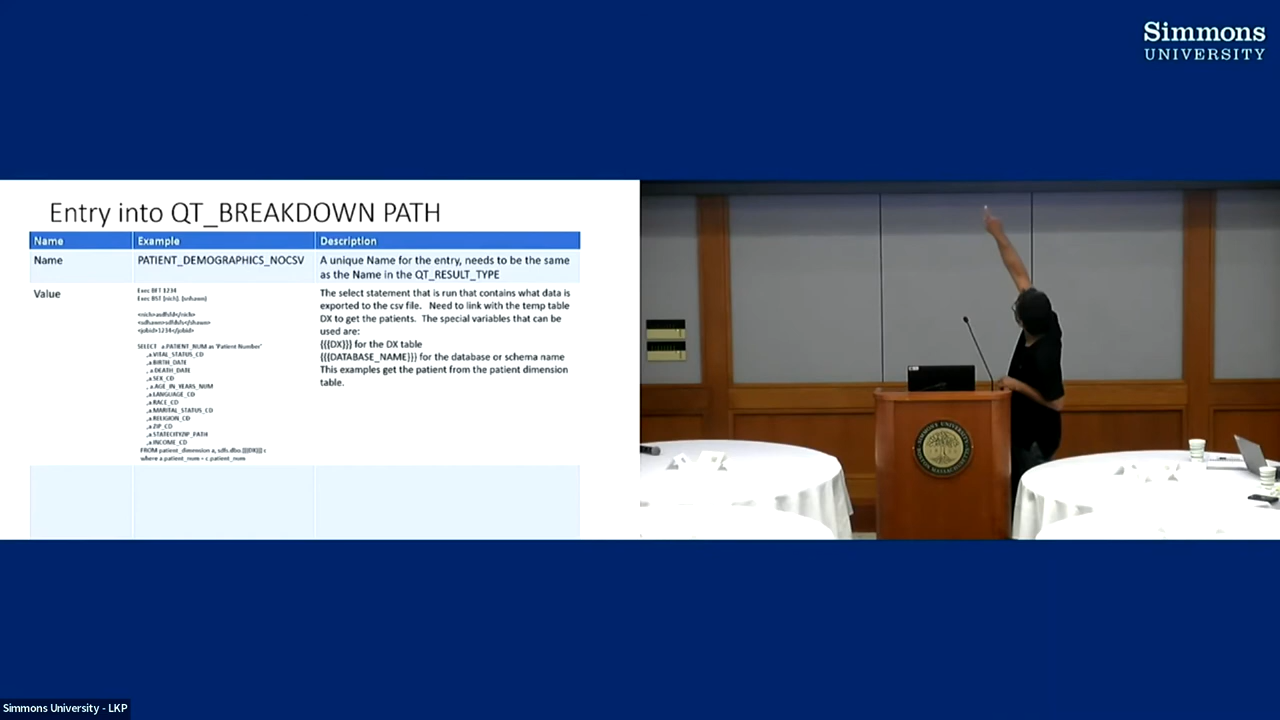 Simmons
UNIVERSITY
Entry into QT_BREAKDOWN PATH
Name Example Description
Name PATIENT_DEMOGRAPHICS_NOCSV A unique Name for the entry, needs to be the same
as the Name in the QT_RESULT_TYPE
Value
1234
SELECT a.PATIENT_NUM as 'Patient Number'
,a.VITAL_STATUS_CD
,a.BIRTH_DATE
, a.DEATH_DATE
,a.SEX_CD
, a.AGE_IN_YEARS_NUM
,a.LANGUAGE_CD
,a.RACE_CD
,a.MARITAL_STATUS_CD
,a.RELIGION_CD
,a.ZIP_CD
,a.STATECITYZIP_PATH
,a.INCOME_CD
FROM patient_dimension a,
where a.patient_num = c.patient_num
The select statement that is run that contains what data is
exported to the csv file. Need to link with the temp table
DX to get the patients. The special variables that can be
used are:
{{{DX}}} for the DX table
{{{DATABASE_NAME}}} for the database or schema name
This examples get the patient from the patient dimension
table.
Simmons University - LKP